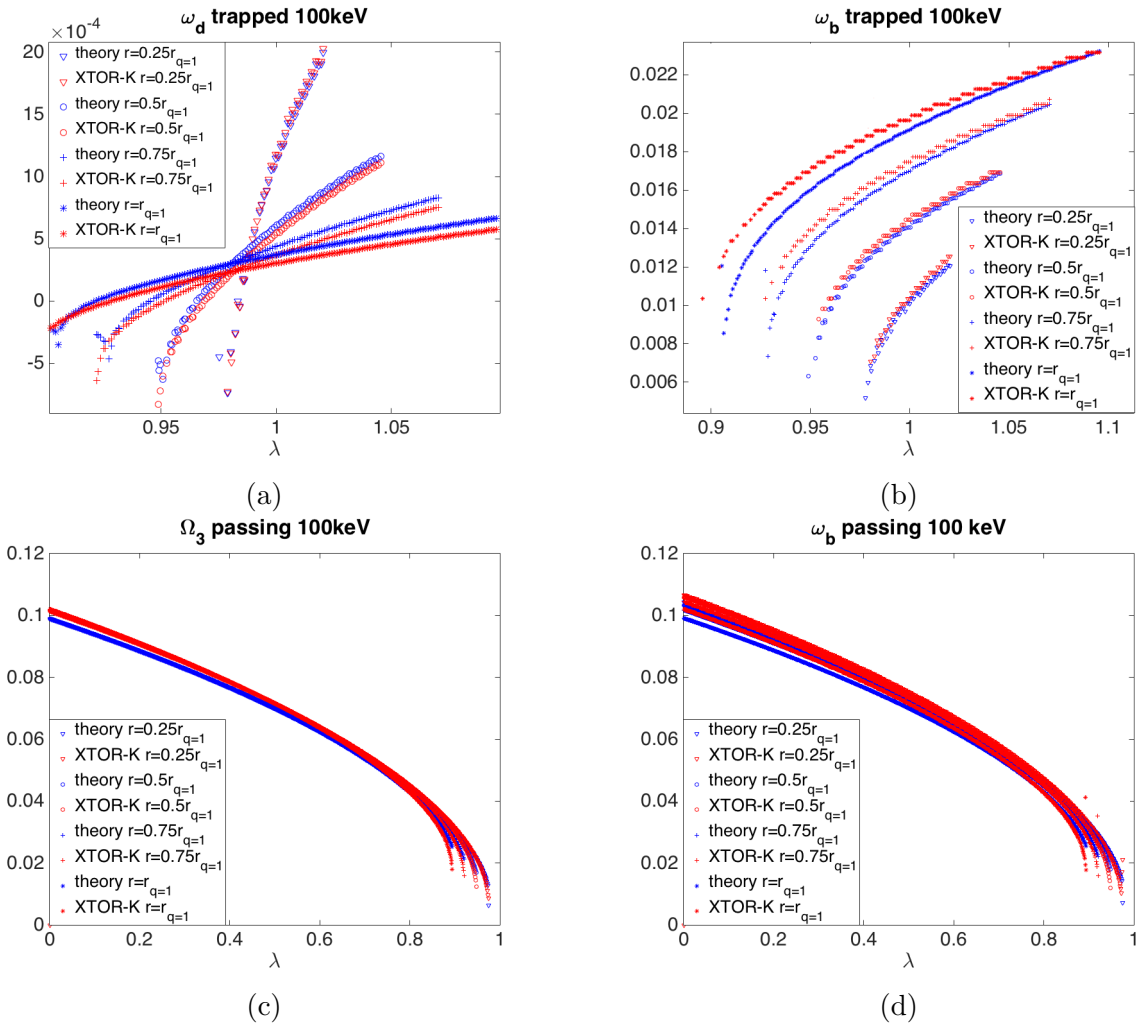 ω_d trapped 100keV
×10^-4
20
15
10
5
0
-5
theory r=0.25r_q=1
XTOR-K r=0.25r_q=1
theory r=0.5r_q=1
XTOR-K r=0.5r_q=1
theory r=0.75r_q=1
XTOR-K r=0.75r_q=1
theory r=r_q=1
XTOR-K r=r_q=1
0.95
1
1.05
λ
(a)
ω_b trapped 100keV
0.022
0.02
0.018
0.016
0.014
0.012
0.01
0.008
0.006
theory r=0.25r_q=1
XTOR-K r=0.25r_q=1
theory r=0.5r_q=1
XTOR-K r=0.5r_q=1
theory r=0.75r_q=1
XTOR-K r=0.75r_q=1
theory r=r_q=1
XTOR-K r=r_q=1
0.9
0.95
1
1.05
1.1
λ
(b)
Ω_3 passing 100keV
0.12
0.1
0.08
0.06
0.04
0.02
0
theory r=0.25r_q=1
XTOR-K r=0.25r_q=1
theory r=0.5r_q=1
XTOR-K r=0.5r_q=1
theory r=0.75r_q=1
XTOR-K r=0.75r_q=1
theory r=r_q=1
XTOR-K r=r_q=1
0
0.2
0.4
0.6
0.8
1
λ
(c)
ω_b passing 100 keV
0.12
0.1
0.08
0.06
0.04
0.02
0
theory r=0.25r_q=1
XTOR-K r=0.25r_q=1
theory r=0.5r_q=1
XTOR-K r=0.5r_q=1
theory r=0.75r_q=1
XTOR-K r=0.75r_q=1
theory r=r_q=1
XTOR-K r=r_q=1
0
0.2
0.4
0.6
0.8
1
λ
(d)